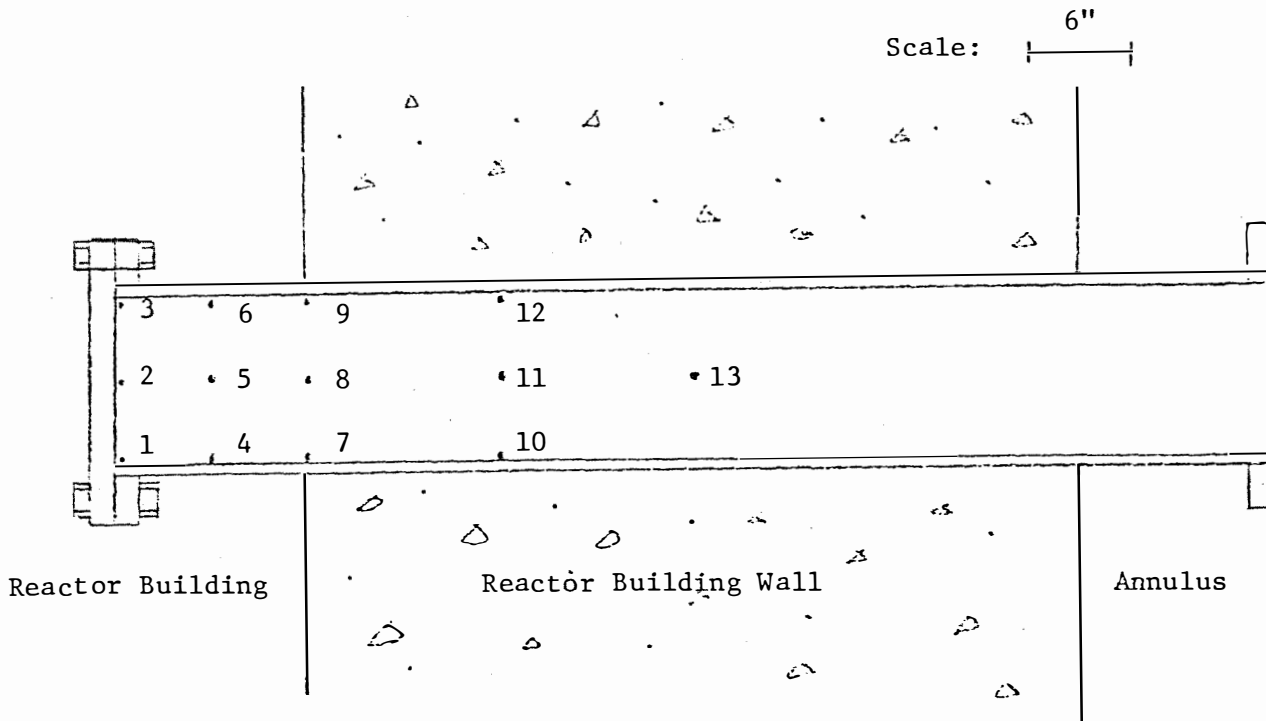 6"
Scale:
3 6 9 12
2 5 8 11 13
1 4 7 10
Reactor Building
Reactor Building Wall
Annulus